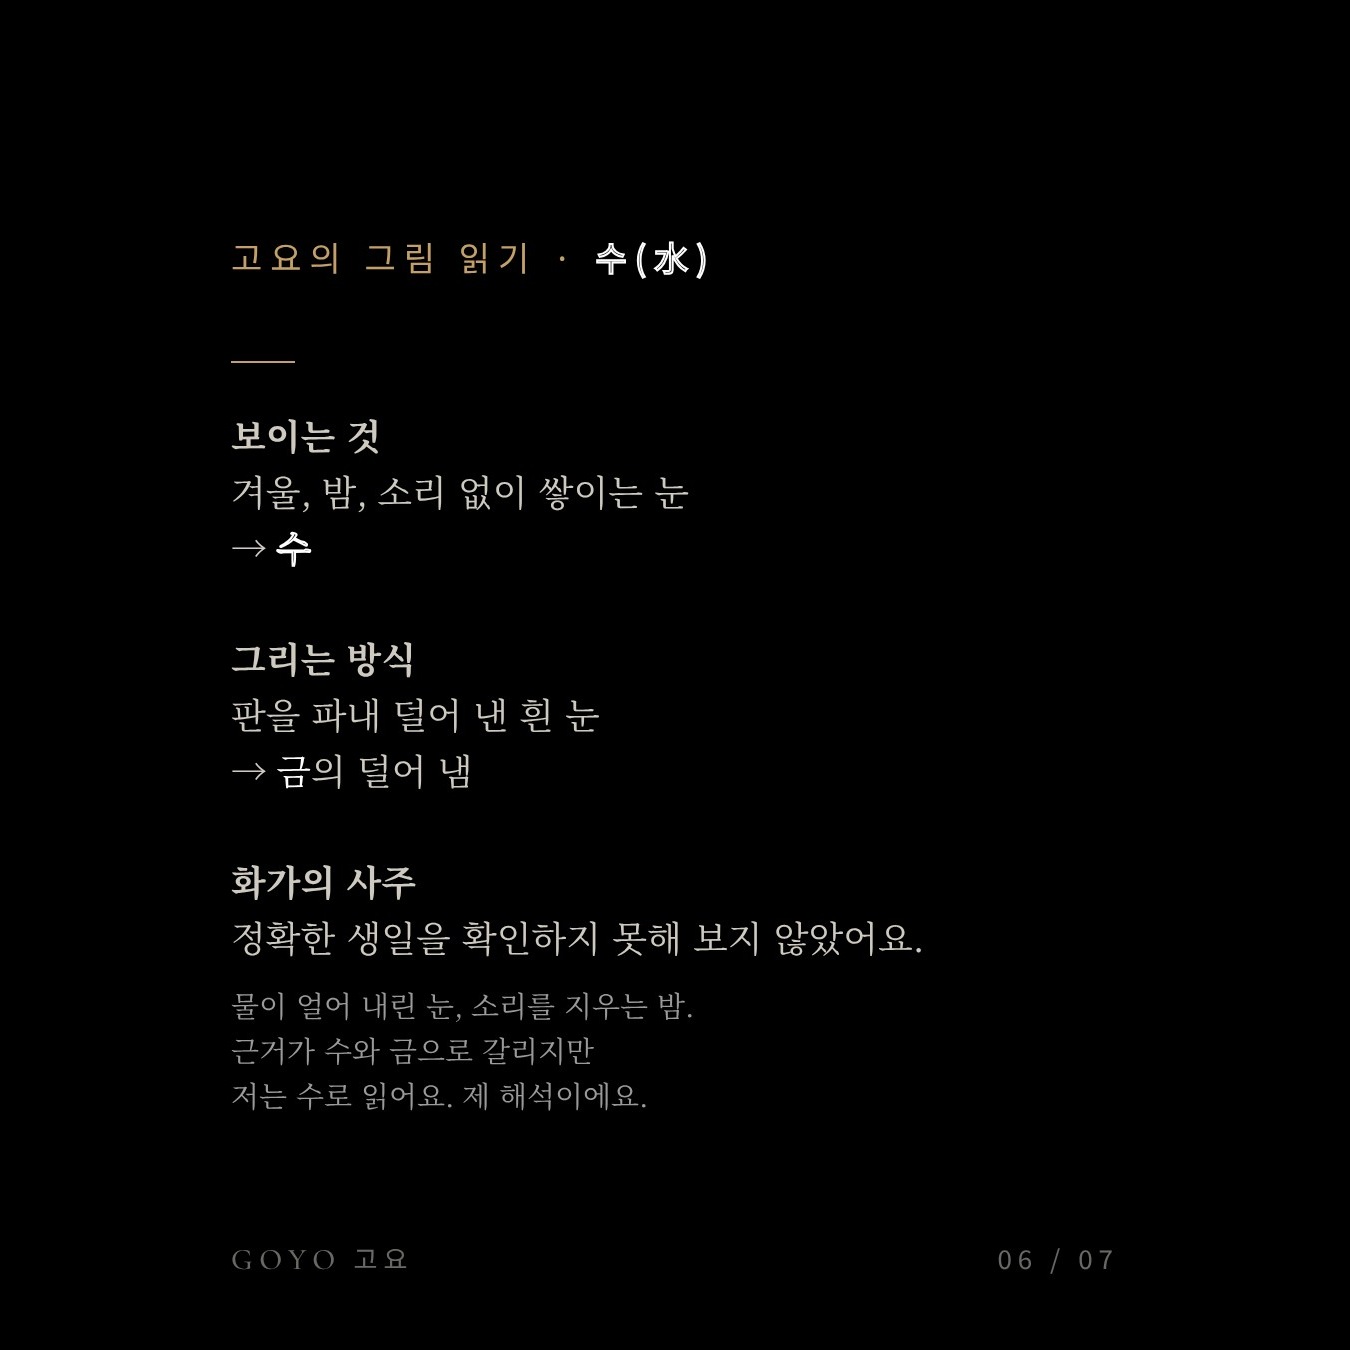 고요의 그림 읽기 · 수(水)
보이는 것
겨울, 밤, 소리 없이 쌓이는 눈
→ 수
그리는 방식
판을 파내 덜어 낸 흰 눈
→ 금의 덜어 냄
화가의 사주
정확한 생일을 확인하지 못해 보지 않았어요.
물이 얼어 내린 눈, 소리를 지우는 밤.
근거가 수와 금으로 갈리지만
저는 수로 읽어요. 제 해석이에요.
GOYO 고요
06 / 07